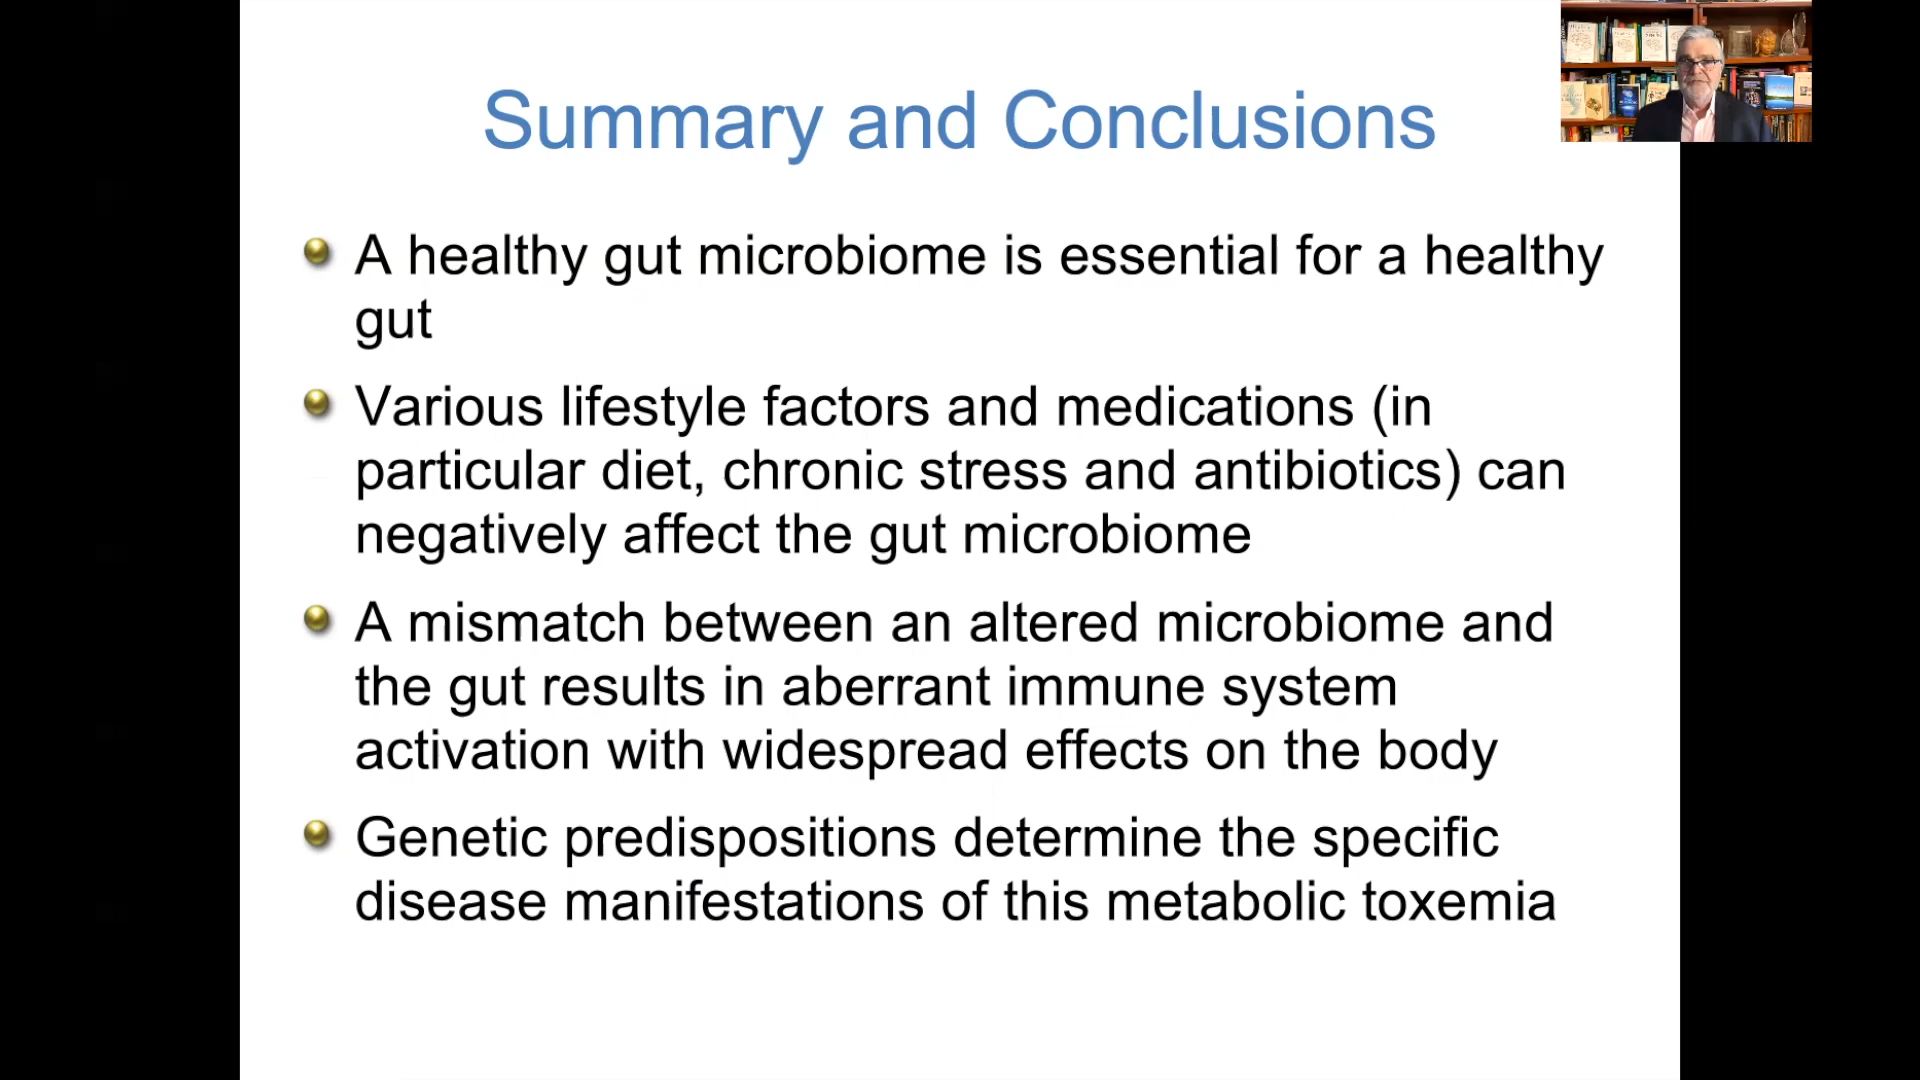 Summary and Conclusions
A healthy gut microbiome is essential for a healthy
gut
Various lifestyle factors and medications (in
particular diet, chronic stress and antibiotics) can
negatively affect the gut microbiome
A mismatch between an altered microbiome and
the gut results in aberrant immune system
activation with widespread effects on the body
Genetic predispositions determine the specific
disease manifestations of this metabolic toxemia